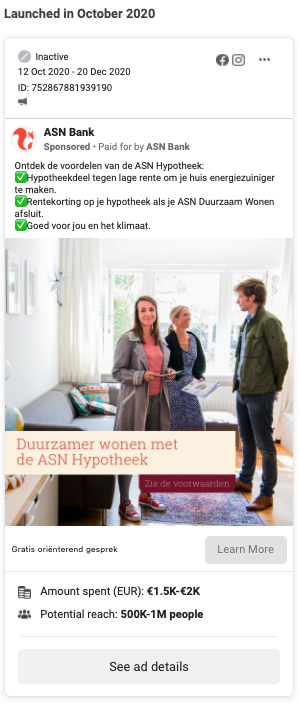 Launched in October 2020
Inactive
12 Oct 2020 - 20 Dec 2020
ID: 752867881939190
ASN Bank
Sponsored • Paid for by ASN Bank
Ontdek de voordelen van de ASN Hypotheek:
✅Hypotheekdeel tegen lage rente om je huis energiezuiniger
te maken.
✅Rentekorting op je hypotheek als je ASN Duurzaam Wonen
afsluit.
✅Goed voor jou en het klimaat.
Duurzamer wonen met
de ASN Hypotheek
Zie de voorwaarden
Gratis oriënterend gesprek
Learn More
Amount spent (EUR): €1.5K-€2K
Potential reach: 500K-1M people
See ad details